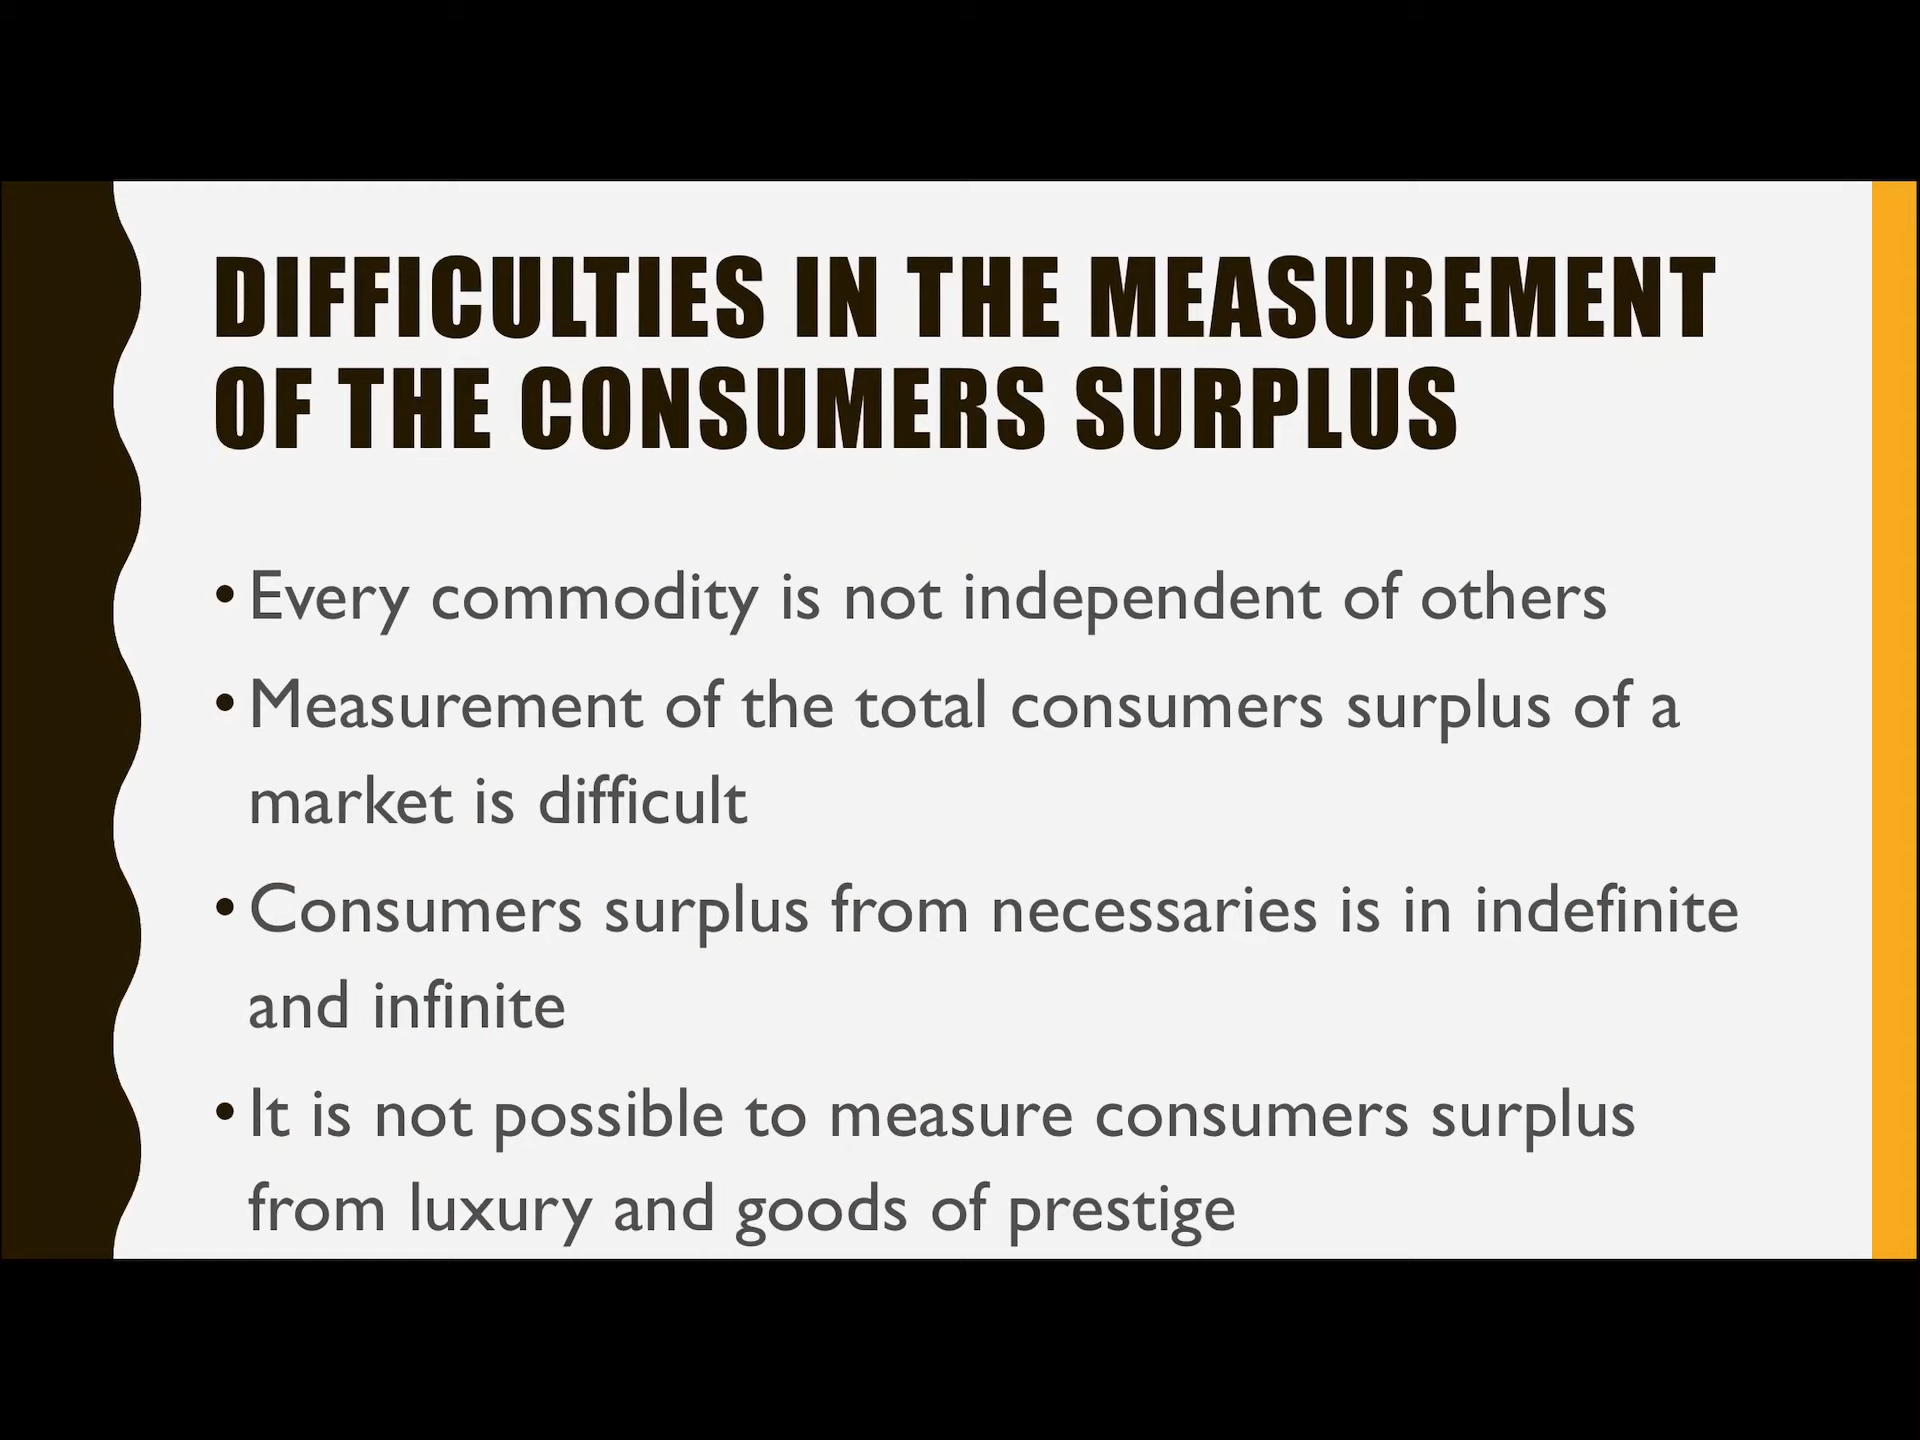 DIFFICULTIES IN THE MEASUREMENT
OF THE CONSUMERS SURPLUS
• Every commodity is not independent of others
• Measurement of the total consumers surplus of a
market is difficult
• Consumers surplus from necessaries is in indefinite
and infinite
• It is not possible to measure consumers surplus
from luxury and goods of prestige